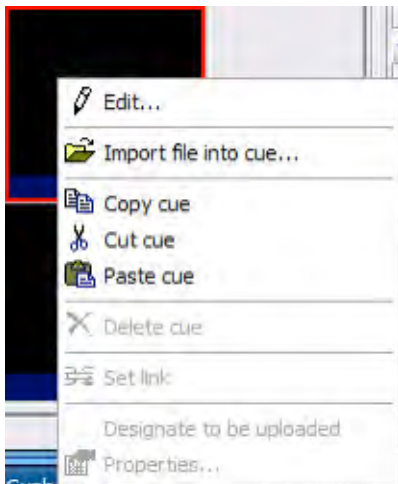 Edit...
Import file into cue...
Copy cue
Cut cue
Paste cue
Delete cue
Set link
Designate to be uploaded
Properties...